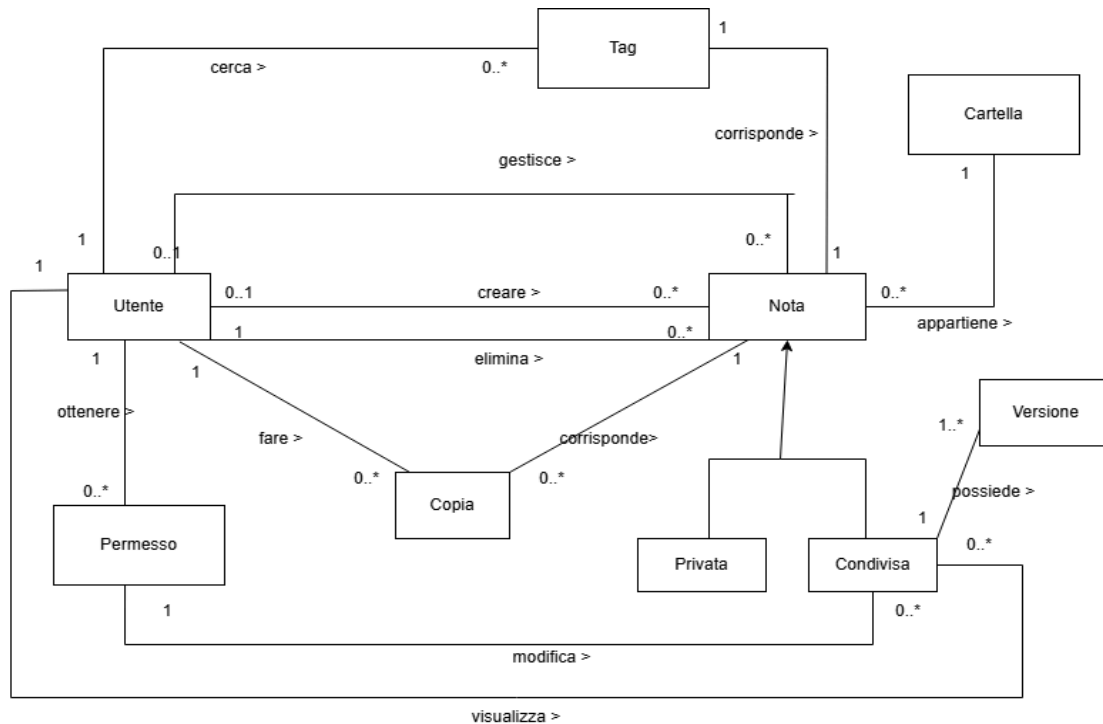 1
Tag
cerca >
0..*
Cartella
corrisponde >
gestisce >
1
1
1
0..1
0..*
1
Utente
0..1
creare >
0..*
Nota
0..*
1
0..*
appartiene >
1
1
elimina >
1
ottenere >
Versione
1..*
fare >
corrisponde>
0..*
0..*
0..*
possiede >
Copia
1
Permesso
Privata
Condivisa
0..*
1
0..*
modifica >
visualizza >